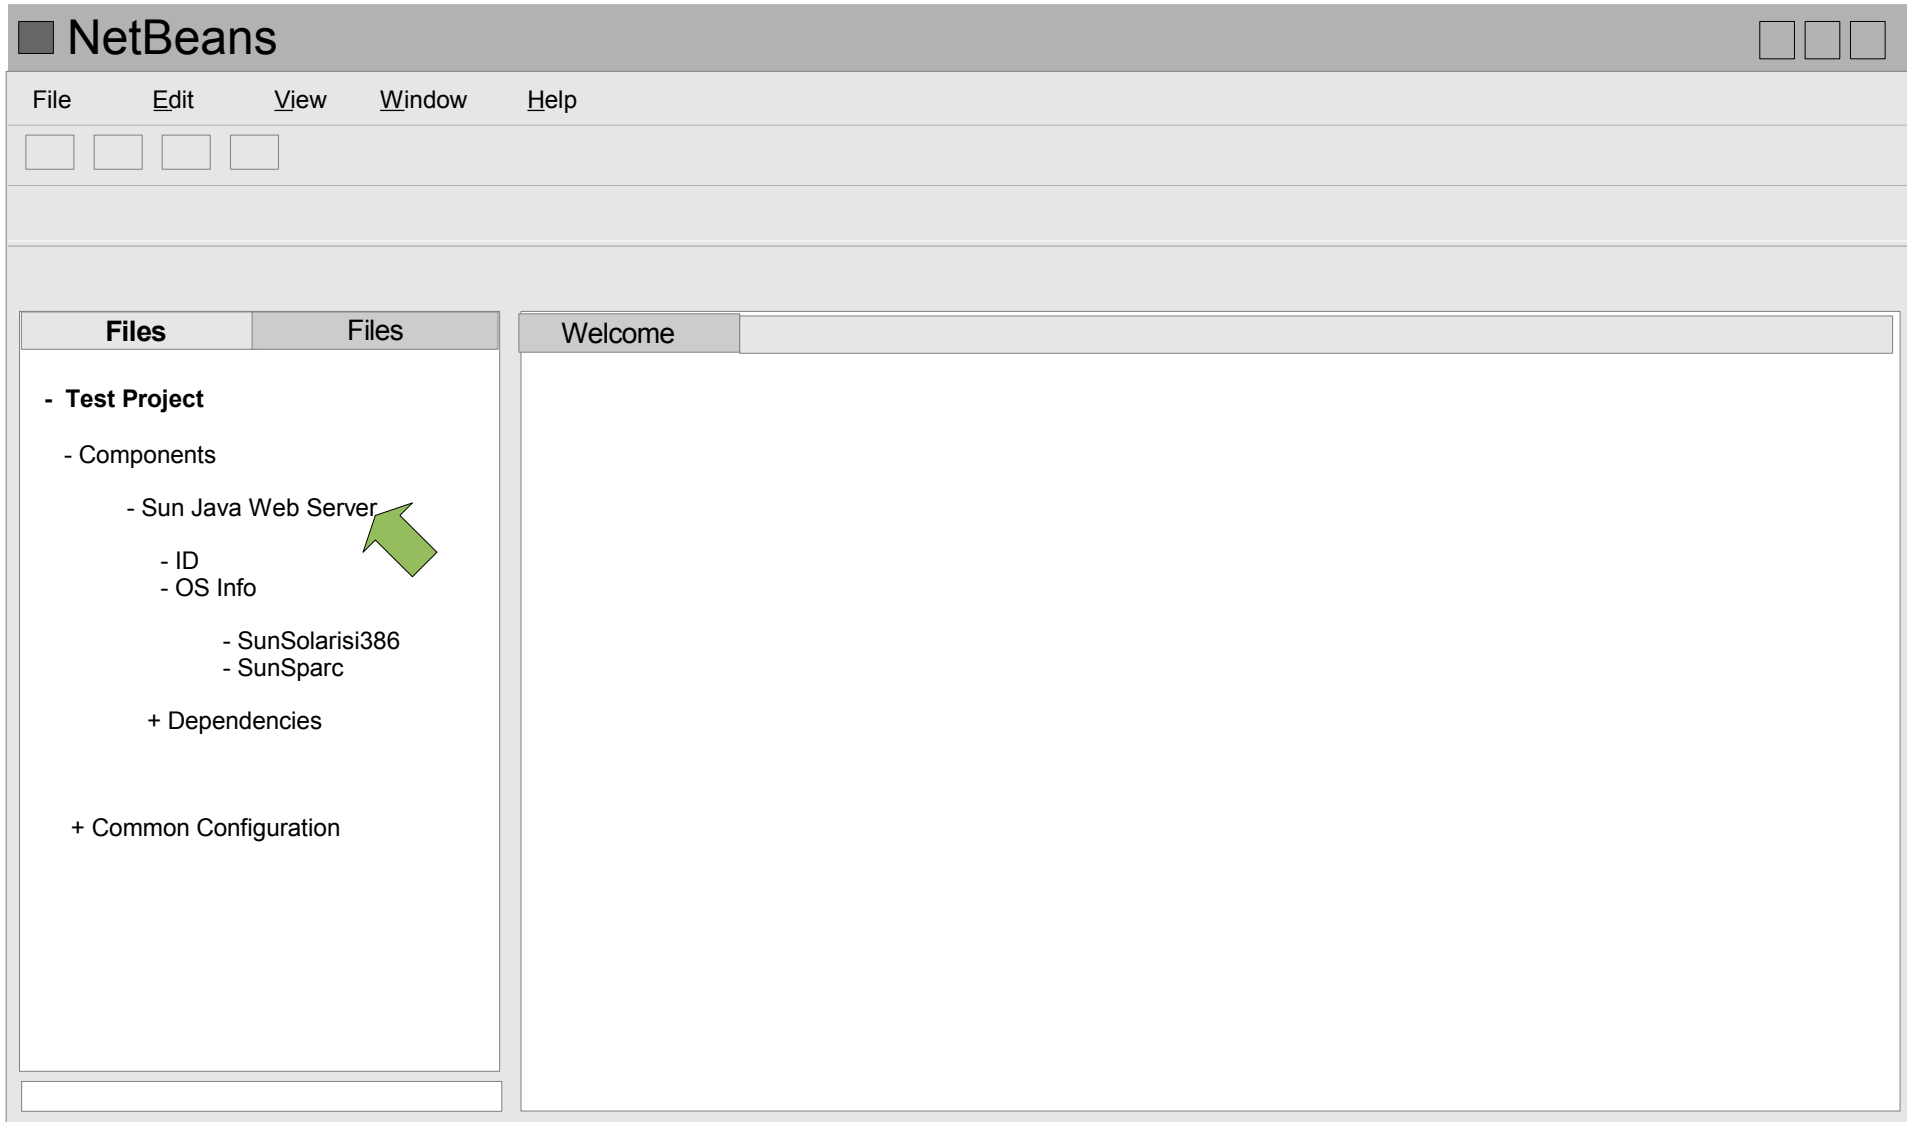 NetBeans
File Edit View Window Help
Files Files Welcome
- Test Project
- Components
- Sun Java Web Server
- ID
- OS Info
- SunSolarisi386
- SunSparc
+ Dependencies
+ Common Configuration